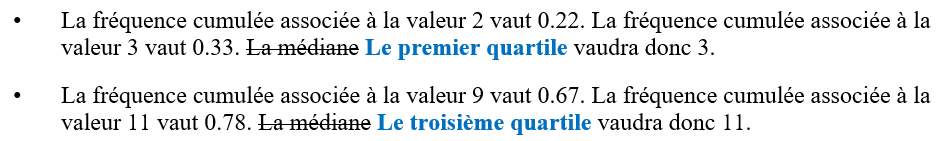 • La fréquence cumulée associée à la valeur 2 vaut 0.22. La fréquence cumulée associée à la
valeur 3 vaut 0.33. La médiane Le premier quartile vaudra donc 3.
• La fréquence cumulée associée à la valeur 9 vaut 0.67. La fréquence cumulée associée à la
valeur 11 vaut 0.78. La médiane Le troisième quartile vaudra donc 11.